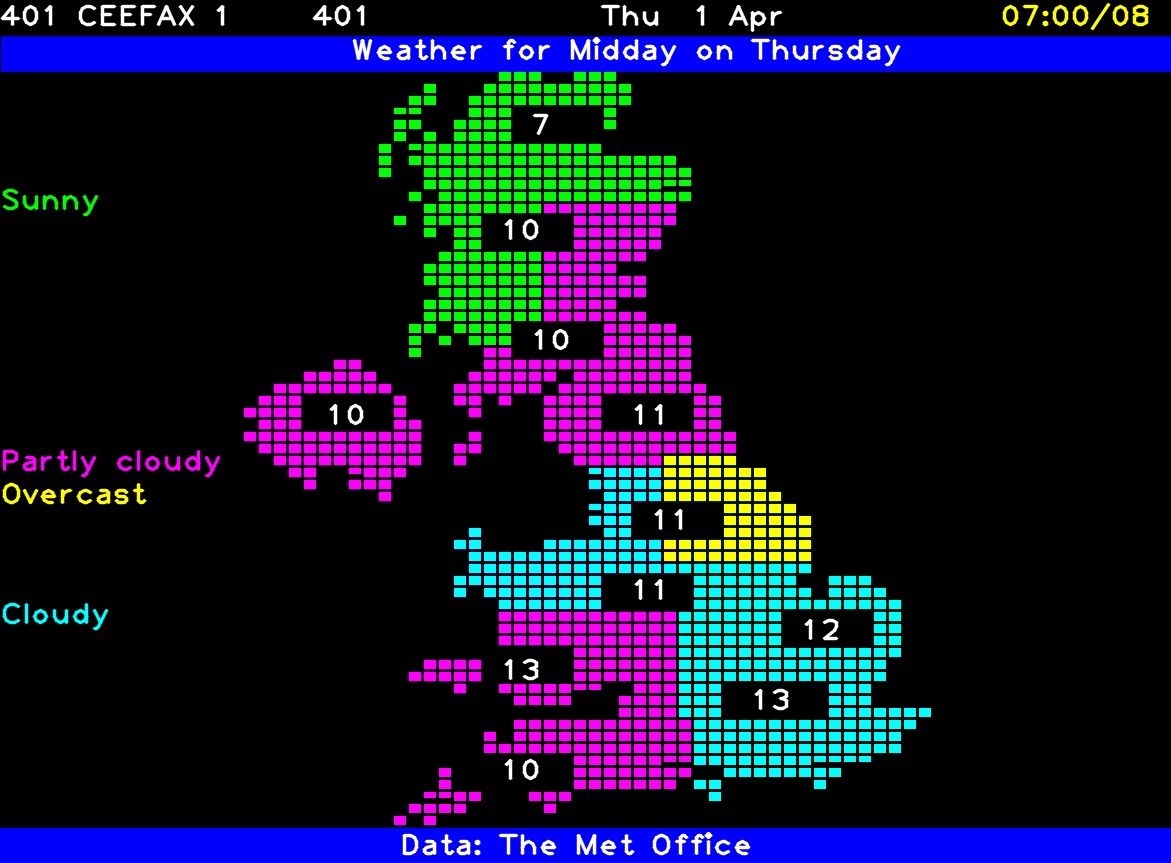 401 CEEFAX 1 401 Thu 1 Apr 07:00/08
Weather for Midday on Thursday
7
Sunny
10
10
10 11
Partly cloudy
Overcast
11
11
Cloudy
12
13
13
10
Data: The Met Office